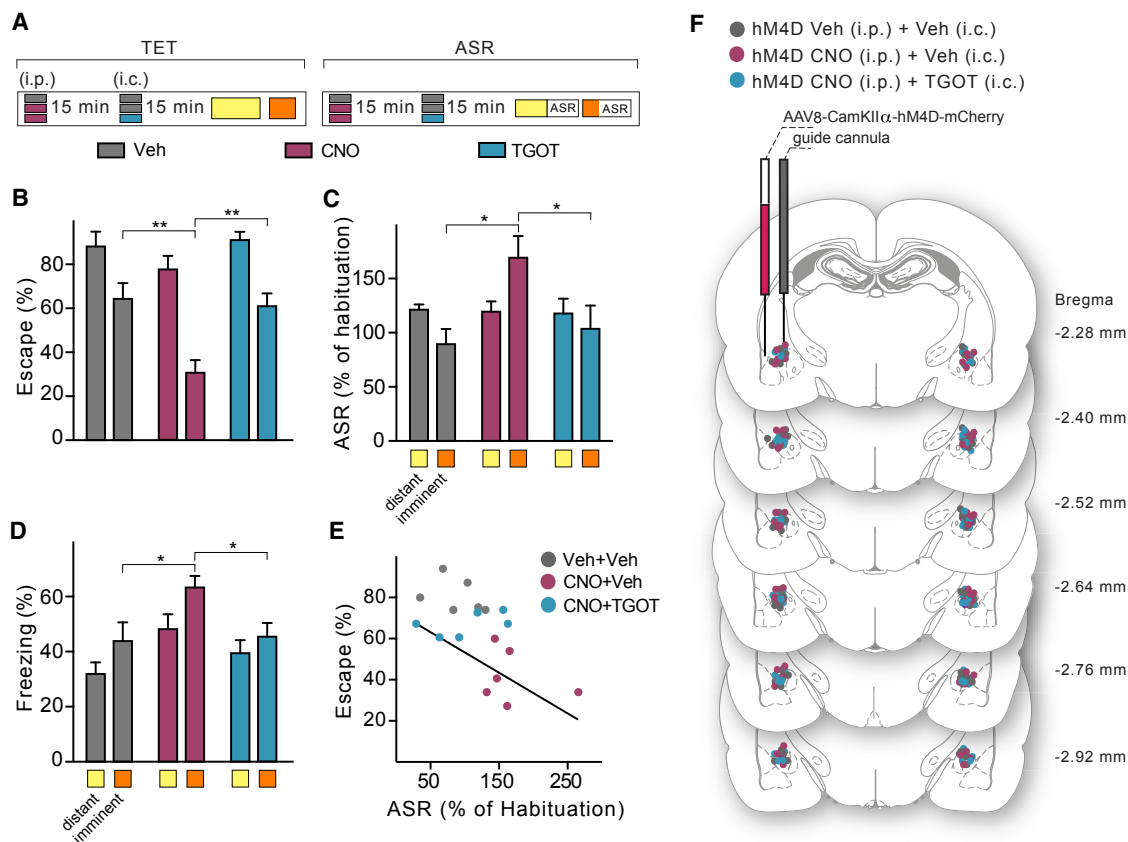 A
TET
ASR
(i.p.)
(i.c.)
15 min
15 min
15 min
15 min
ASR
ASR
Veh
CNO
TGOT
B
Escape (%)
80
60
40
20
0
**
**
C
ASR (% of habituation)
150
100
50
0
*
*
distant
imminent
D
Freezing (%)
60
40
20
0
*
*
distant
imminent
E
Escape (%)
80
60
40
20
50
150
250
ASR (% of Habituation)
Veh+Veh
CNO+Veh
CNO+TGOT
F
hM4D Veh (i.p.) + Veh (i.c.)
hM4D CNO (i.p.) + Veh (i.c.)
hM4D CNO (i.p.) + TGOT (i.c.)
AAV8-CamKIIα-hM4D-mCherry
guide cannula
Bregma
-2.28 mm
-2.40 mm
-2.52 mm
-2.64 mm
-2.76 mm
-2.92 mm